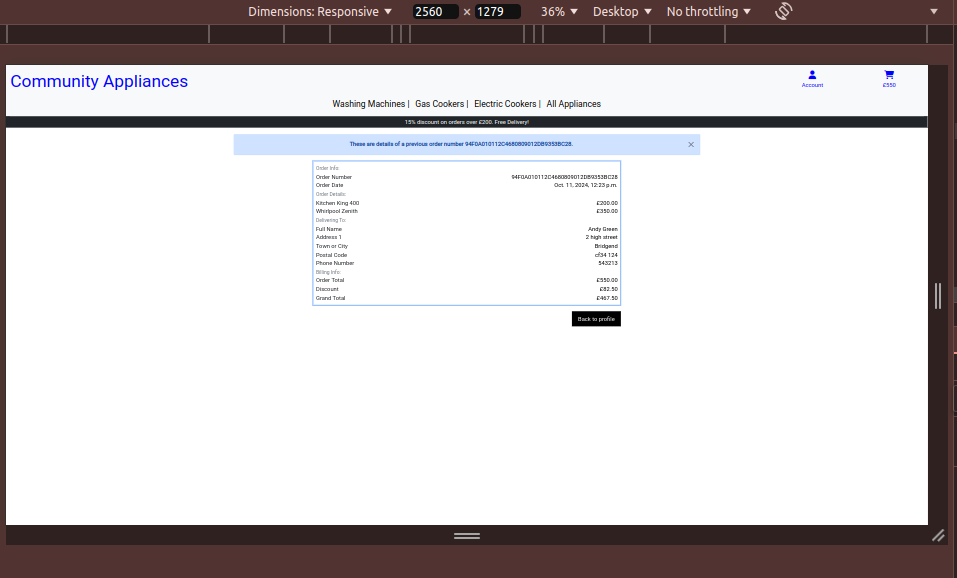 Dimensions: Responsive 2560 × 1279 36% Desktop No throttling
Community Appliances
Account £550
Washing Machines | Gas Cookers | Electric Cookers | All Appliances
15% discount on orders over £200. Free Delivery!
These are details of a previous order number 94F0A010112C4680809012DB9353BC28. ×
Order Info:
Order Number 94F0A010112C4680809012DB9353BC28
Order Date Oct. 11, 2024, 12:23 p.m.
Order Details:
Kitchen King 400 £200.00
Whirlpool Zenith £350.00
Delivering To:
Full Name Andy Green
Address 1 2 high street
Town or City Bridgend
Postal Code cf34 124
Phone Number 543213
Billing Info:
Order Total £550.00
Discount £82.50
Grand Total £467.50
Back to profile